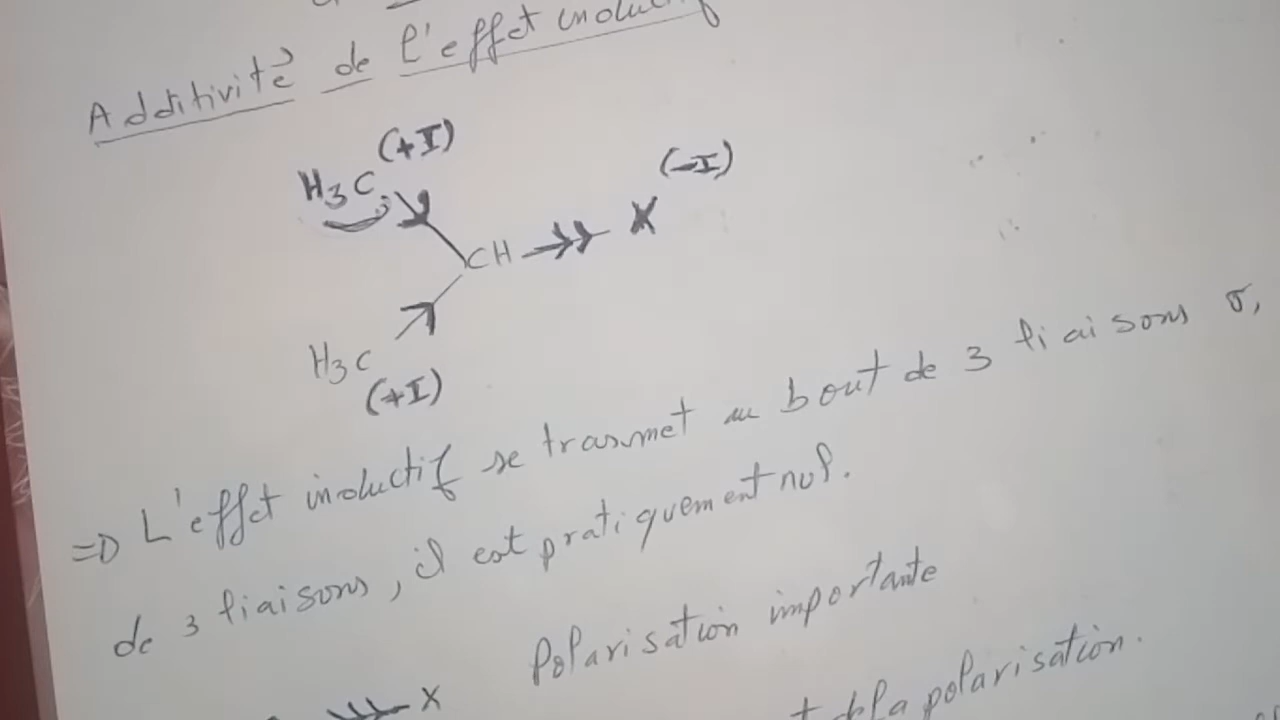 Additivité de l'effet inductif
(+I)
H3C
(-I)
CH X
H3C
(+I)
=D L'effet inductif se trasmet au bout de 3 liaisons σ,
de 3 liaisons, il est pratiquement nul.
Polarisation importante
X
la polarisation.